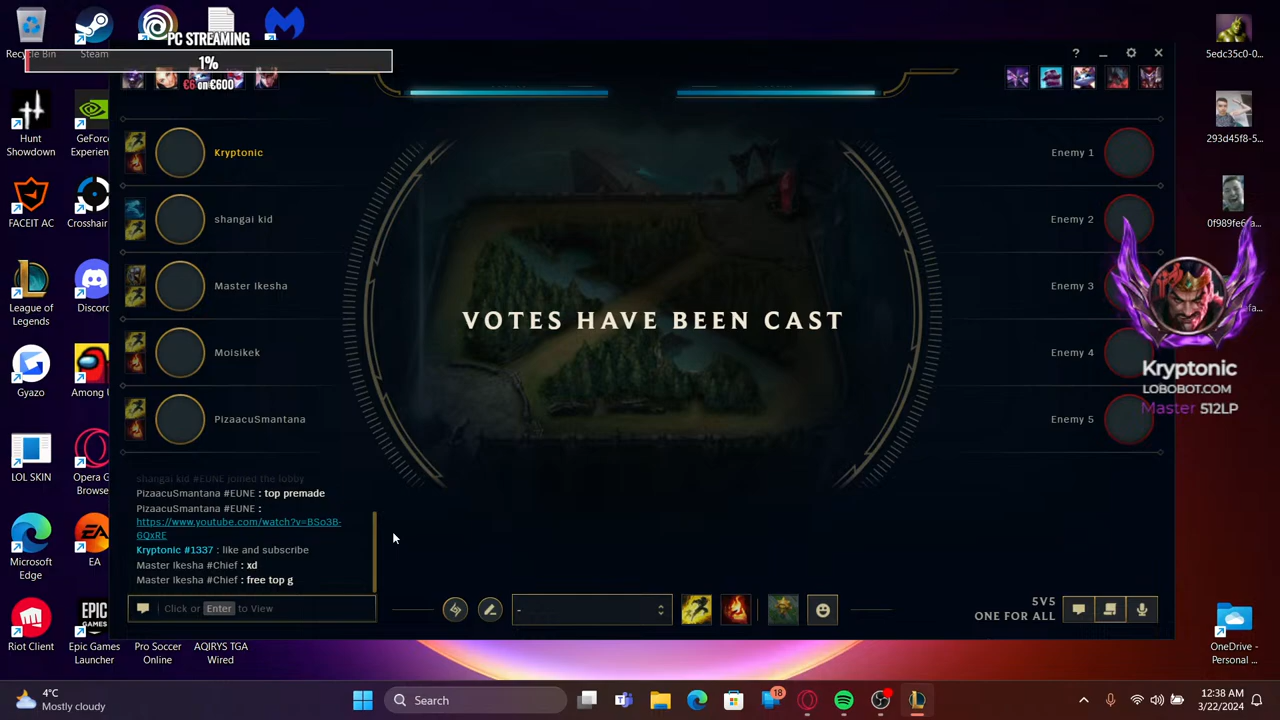 Recycle Bin
Steam
PC STREAMING
1%
€6 on €600
Hunt
Showdown
GeForce
Experien...
FACEIT AC
Crosshair
League of
Legends
Discord
Gyazo
Among U
LOL SKIN
Opera G
Browse
Microsoft
Edge
EA
Riot Client
Epic Games
Launcher
Pro Soccer
Online
AQIRYS TGA
Wired
Kryptonic
shangai kid
Master Ikesha
Moisikek
PizaacuSmantana
VOTES HAVE BEEN CAST
Enemy 1
Enemy 2
Enemy 3
Enemy 4
Enemy 5
shangai kid #EUNE joined the lobby
PizaacuSmantana #EUNE : top premade
PizaacuSmantana #EUNE :
https://www.youtube.com/watch?v=BSo3B-
6QxRE
Kryptonic #1337 : like and subscribe
Master Ikesha #Chief : xd
Master Ikesha #Chief : free top g
Click or Enter to View
-
5V5
ONE FOR ALL
?
5edc35c0-0...
293d45f8-5...
Kryptonic
LOBOBOT.COM
Master 512LP
OneDrive -
Personal ...
4°C
Mostly cloudy
Search
18
12:38 AM
3/22/2024